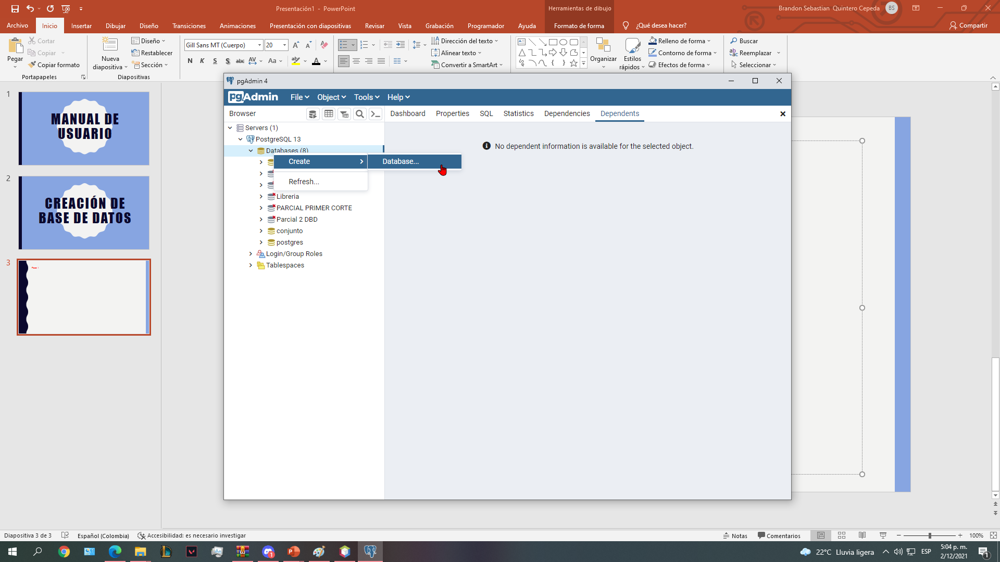 Presentación1 - PowerPoint
Herramientas de dibujo
Brandon Sebastian Quintero Cepeda
BS
Archivo
Inicio
Insertar
Dibujar
Diseño
Transiciones
Animaciones
Presentación con diapositivas
Revisar
Vista
Grabación
Programador
Ayuda
Formato de forma
¿Qué desea hacer?
Compartir
Pegar
Cortar
Copiar
Copiar formato
Portapapeles
Nueva
diapositiva
Diseño
Restablecer
Sección
Diapositivas
Gill Sans MT (Cuerpo)
20
N K S S abc AV Aa
Dirección del texto
Alinear texto
Convertir a SmartArt
Organizar
Estilos
rápidos
Relleno de forma
Contorno de forma
Efectos de forma
Buscar
Reemplazar
Seleccionar
1
MANUAL DE
USUARIO
2
CREACIÓN DE
BASE DE DATOS
3
pgAdmin 4
pgAdmin
File
Object
Tools
Help
Browser
Dashboard
Properties
SQL
Statistics
Dependencies
Dependents
Servers (1)
PostgreSQL 13
Databases (8)
Create
Database...
Refresh...
Libreria
PARCIAL PRIMER CORTE
Parcial 2 DBD
conjunto
postgres
Login/Group Roles
Tablespaces
No dependent information is available for the selected object.
Diapositiva 3 de 3
Español (Colombia)
Accesibilidad: es necesario investigar
Notas
Comentarios
100%
22°C Lluvia ligera
ESP
5:04 p. m.
2/12/2021
1